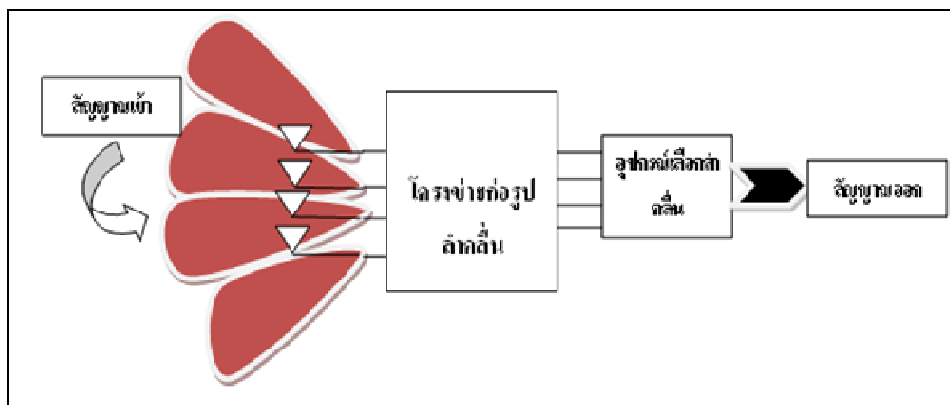 สัญญาณเข้า
โครงข่ายก่อรูป
ลำคลื่น
อุปกรณ์เลือกลำ
คลื่น
สัญญาณออก